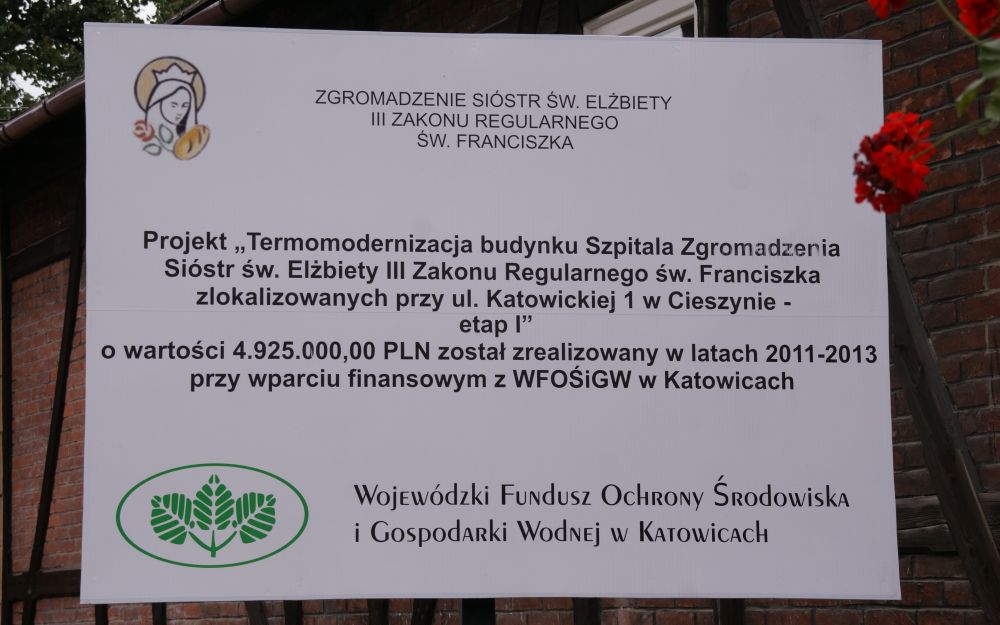 ZGROMADZENIE SIÓSTR ŚW. ELŻBIETY
III ZAKONU REGULARNEGO
ŚW. FRANCISZKA
Projekt „Termomodernizacja budynku Szpitala Zgromadzenia
Sióstr św. Elżbiety III Zakonu Regularnego św. Franciszka
zlokalizowanych przy ul. Katowickiej 1 w Cieszynie -
etap I”
o wartości 4.925.000,00 PLN został zrealizowany w latach 2011-2013
przy wparciu finansowym z WFOŚiGW w Katowicach
Wojewódzki Fundusz Ochrony Środowiska
i Gospodarki Wodnej w Katowicach